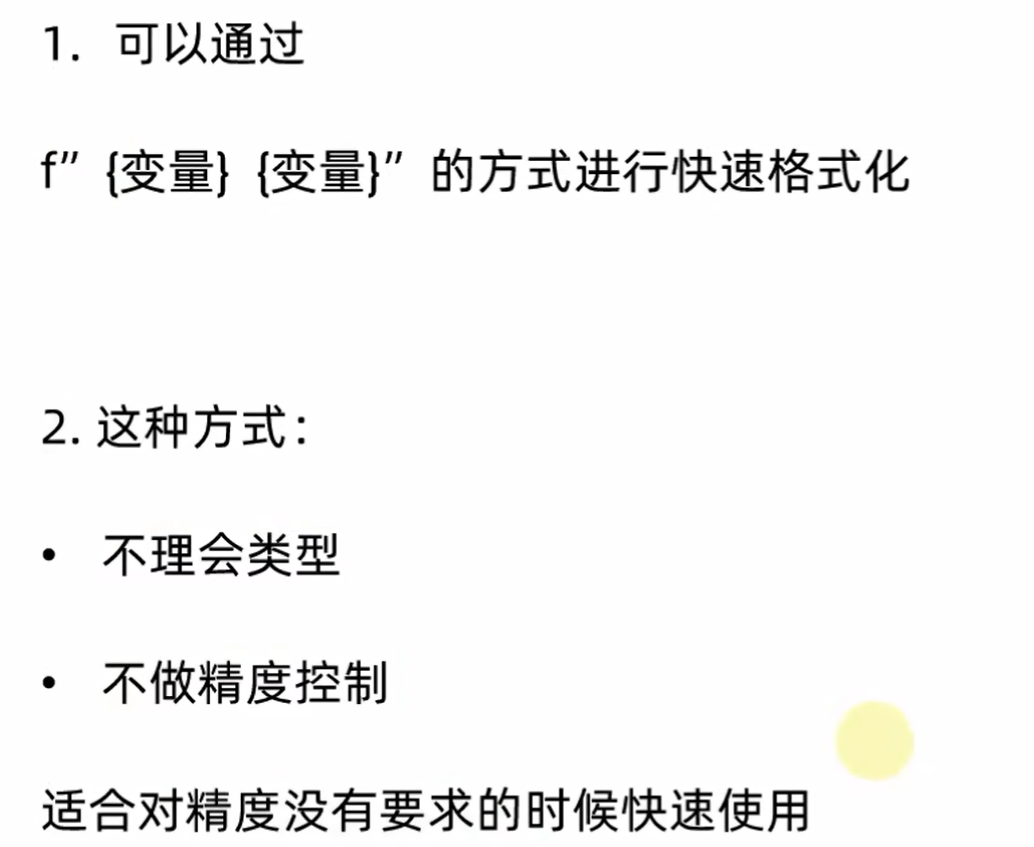 1. 可以通过
f” {变量} {变量}” 的方式进行快速格式化
2. 这种方式：
• 不理会类型
• 不做精度控制
适合对精度没有要求的时候快速使用